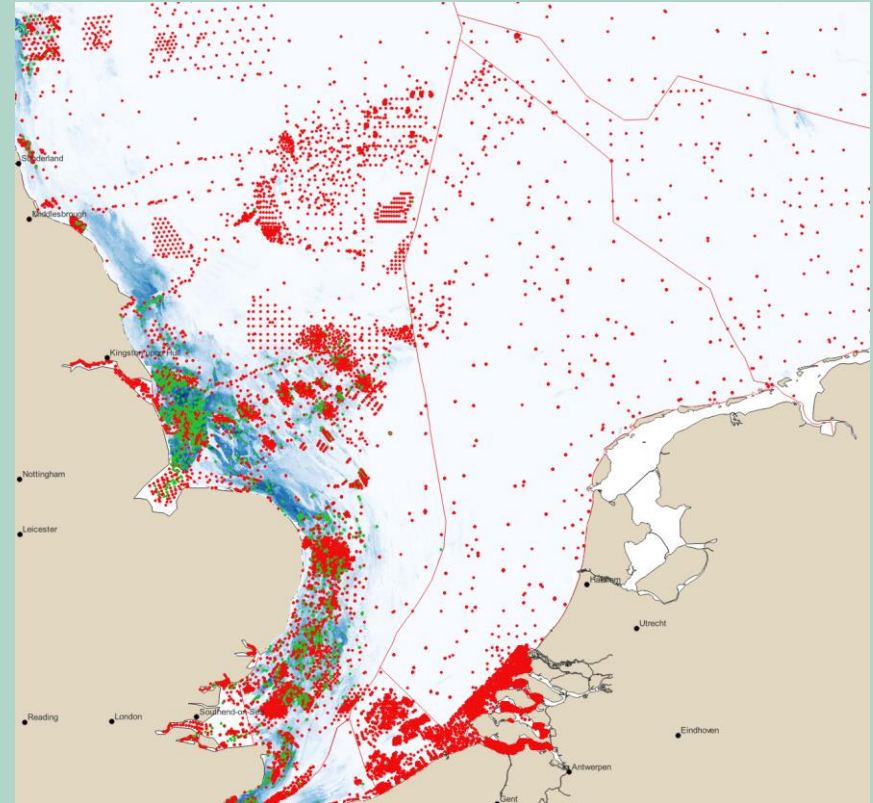 Sunderland
Middlesbrough
Kingston upon Hull
Nottingham
Leicester
Haarlem
Utrecht
Reading
London
Southend-on-Sea
Eindhoven
Antwerpen
Gent